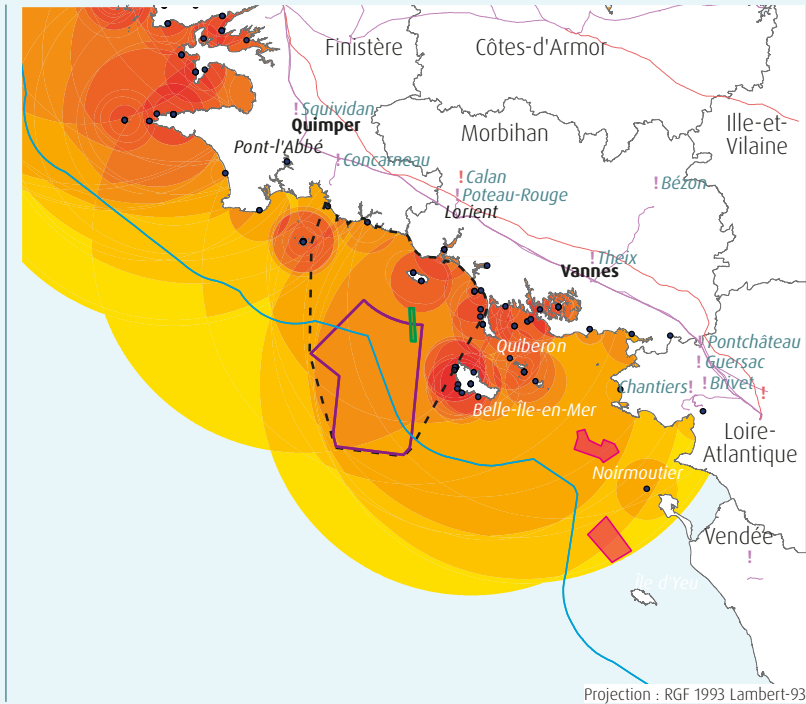 Finistère
Côtes-d'Armor
! Squividan
Quimper
Morbihan
Ille-et-
Vilaine
Pont-l'Abbé
! Concarneau
! Calan
! Bézon
! Poteau-Rouge
Lorient
! Theix
Vannes
! Pontchâteau
Quiberon
! Guersac
Chantiers !
! Brivet
!
Belle-Île-en-Mer
Loire-
Atlantique
Noirmoutier
Vendée
!
Île d'Yeu
Projection : RGF 1993 Lambert-93